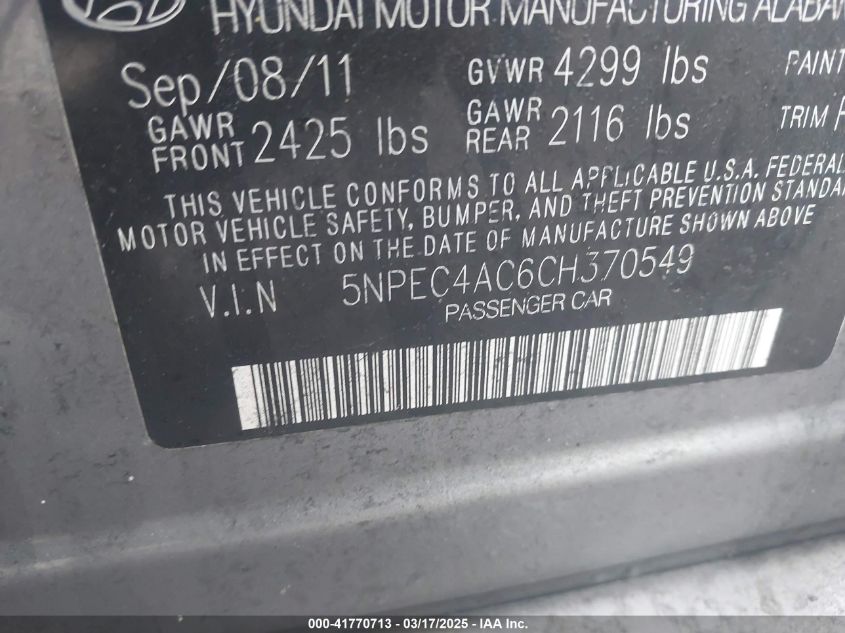 HYUNDAI MOTOR MANUFACTURING ALABAM
Sep/08/11 GVWR 4299 lbs PAINT
GAWR FRONT 2425 lbs GAWR REAR 2116 lbs TRIM
THIS VEHICLE CONFORMS TO ALL APPLICABLE U.S.A. FEDERAL
MOTOR VEHICLE SAFETY, BUMPER, AND THEFT PREVENTION STANDA
IN EFFECT ON THE DATE OF MANUFACTURE SHOWN ABOVE
V.I.N 5NPEC4AC6CH370549
PASSENGER CAR
000-41770713 - 03/17/2025 - IAA Inc.